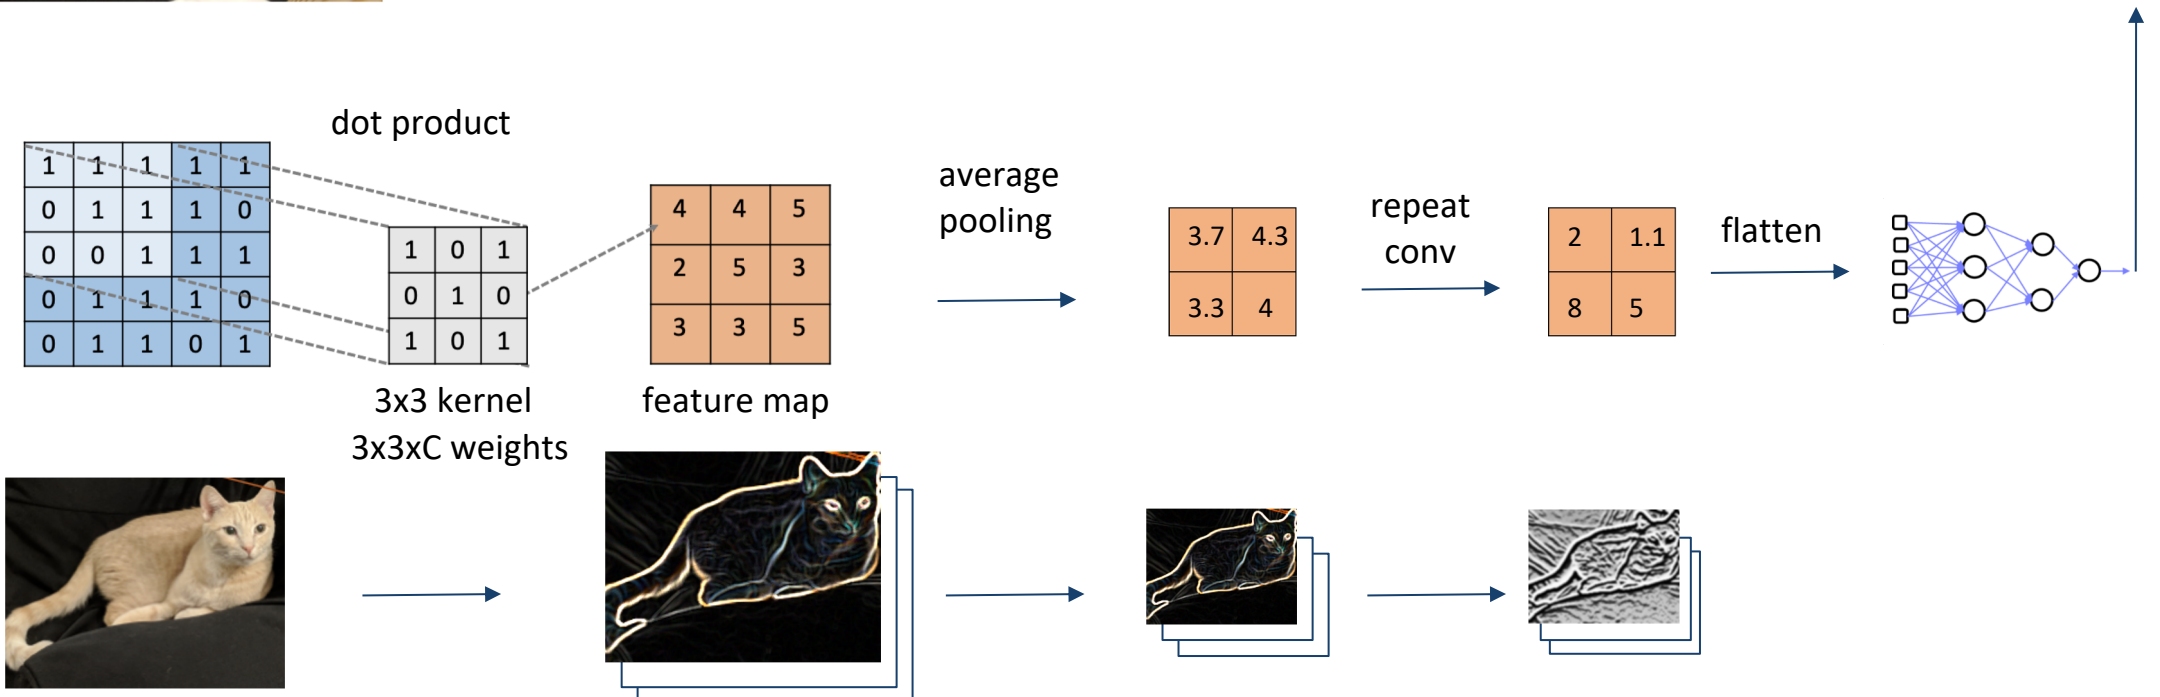 dot product
1 1 1 1 1
0 1 1 1 0
0 0 1 1 1
0 1 1 1 0
0 1 1 0 1
1 0 1
0 1 0
1 0 1
3x3 kernel
3x3xC weights
4 4 5
2 5 3
3 3 5
feature map
average
pooling
3.7 4.3
3.3 4
repeat
conv
2 1.1
8 5
flatten